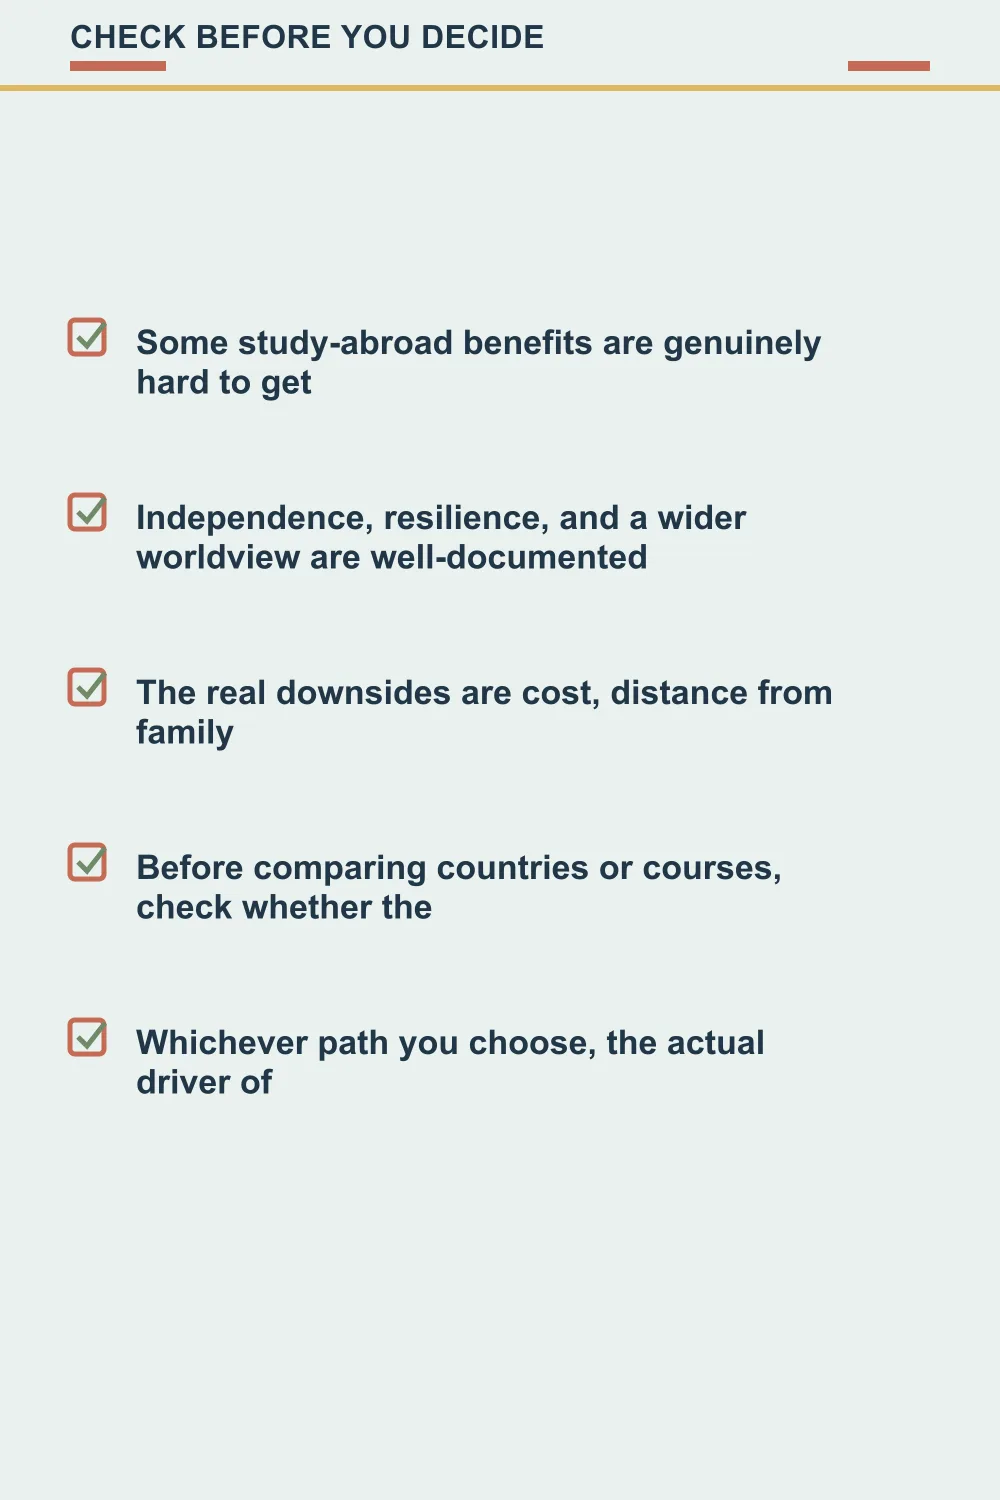 CHECK BEFORE YOU DECIDE
Some study-abroad benefits are genuinely
hard to get
Independence, resilience, and a wider
worldview are well-documented
The real downsides are cost, distance from
family
Before comparing countries or courses,
check whether the
Whichever path you choose, the actual
driver of